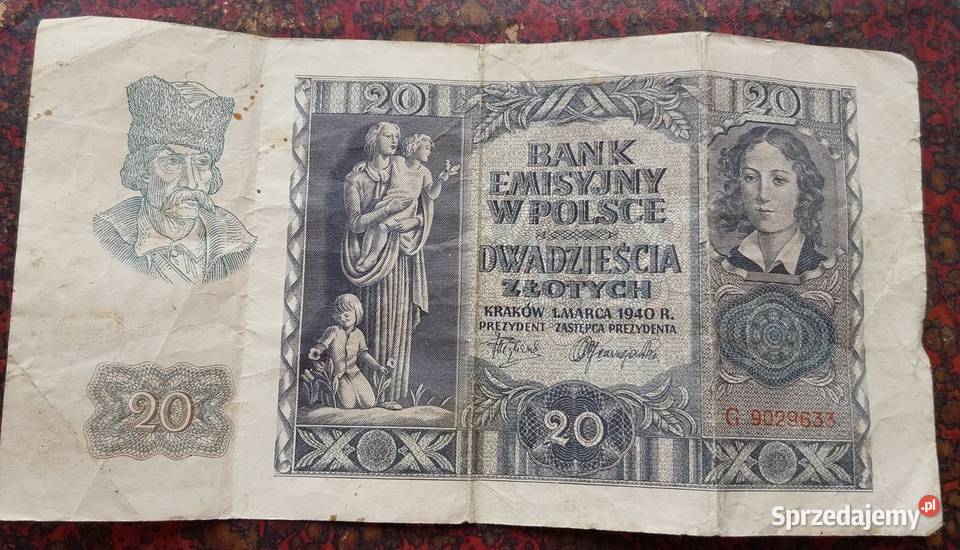 20
20
BANK
EMISYJNY
W POLSCE
DWADZIEŚCIA
ZŁOTYCH
KRAKÓW 1. MARCA 1940 R.
PREZYDENT ZASTĘPCA PREZYDENTA
20
20
G 9029633
Sprzedajemy.pl